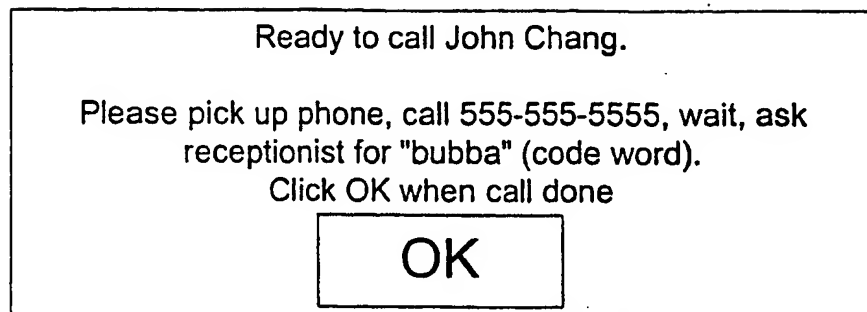 Ready to call John Chang.
Please pick up phone, call 555-555-5555, wait, ask
receptionist for "bubba" (code word).
Click OK when call done
OK